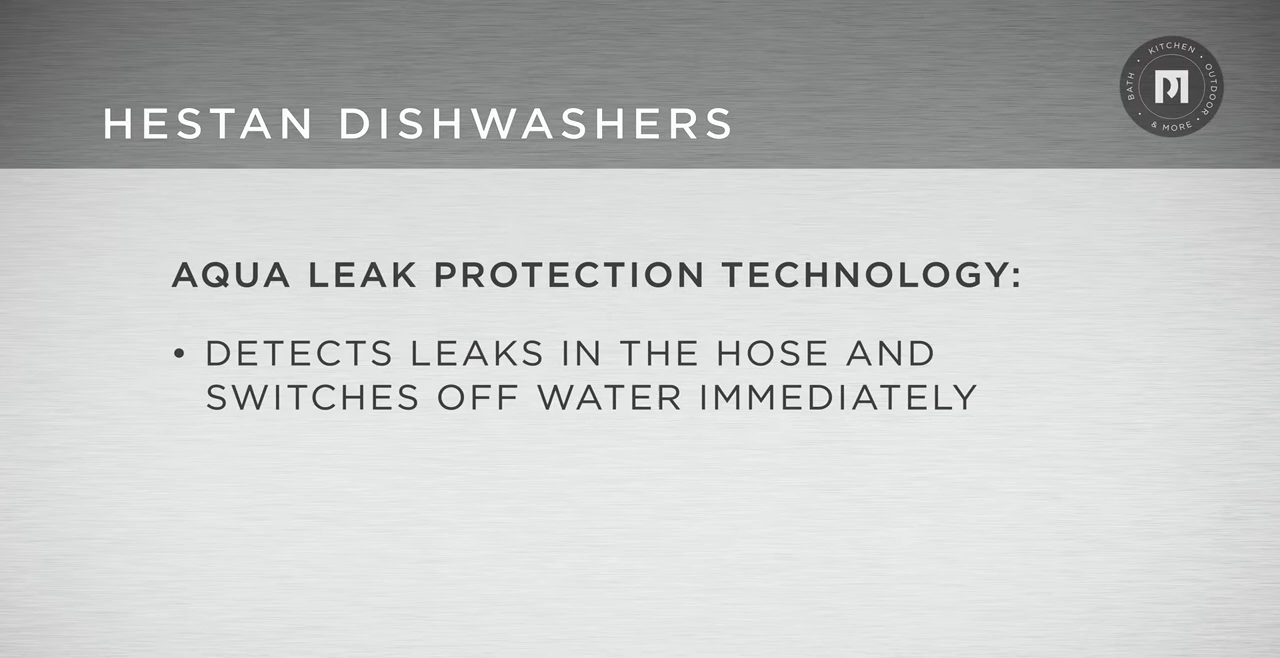 HESTAN DISHWASHERS
BATH • KITCHEN • OUTDOOR • & MORE •
AQUA LEAK PROTECTION TECHNOLOGY:
• DETECTS LEAKS IN THE HOSE AND
SWITCHES OFF WATER IMMEDIATELY